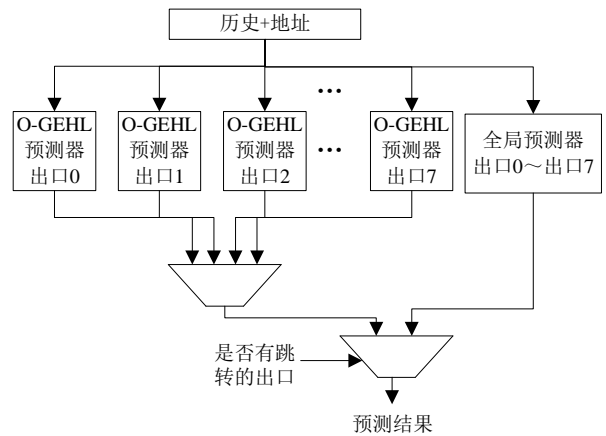 历史+地址
…
O-GEHL
预测器
出口0
O-GEHL
预测器
出口1
O-GEHL
预测器
出口2
…
O-GEHL
预测器
出口7
全局预测器
出口0～出口7
是否有跳
转的出口
预测结果